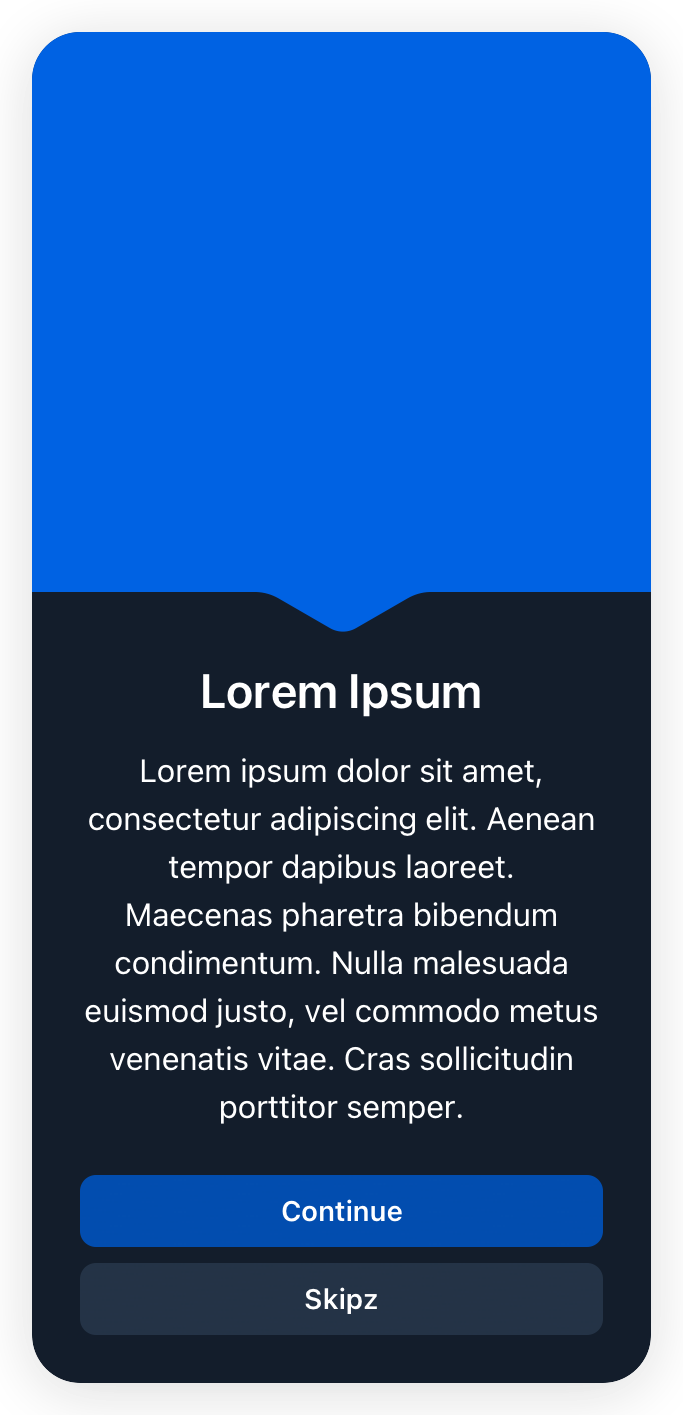 Lorem Ipsum
Lorem ipsum dolor sit amet,
consectetur adipiscing elit. Aenean
tempor dapibus laoreet.
Maecenas pharetra bibendum
condimentum. Nulla malesuada
euismod justo, vel commodo metus
venenatis vitae. Cras sollicitudin
porttitor semper.
Continue
Skipz